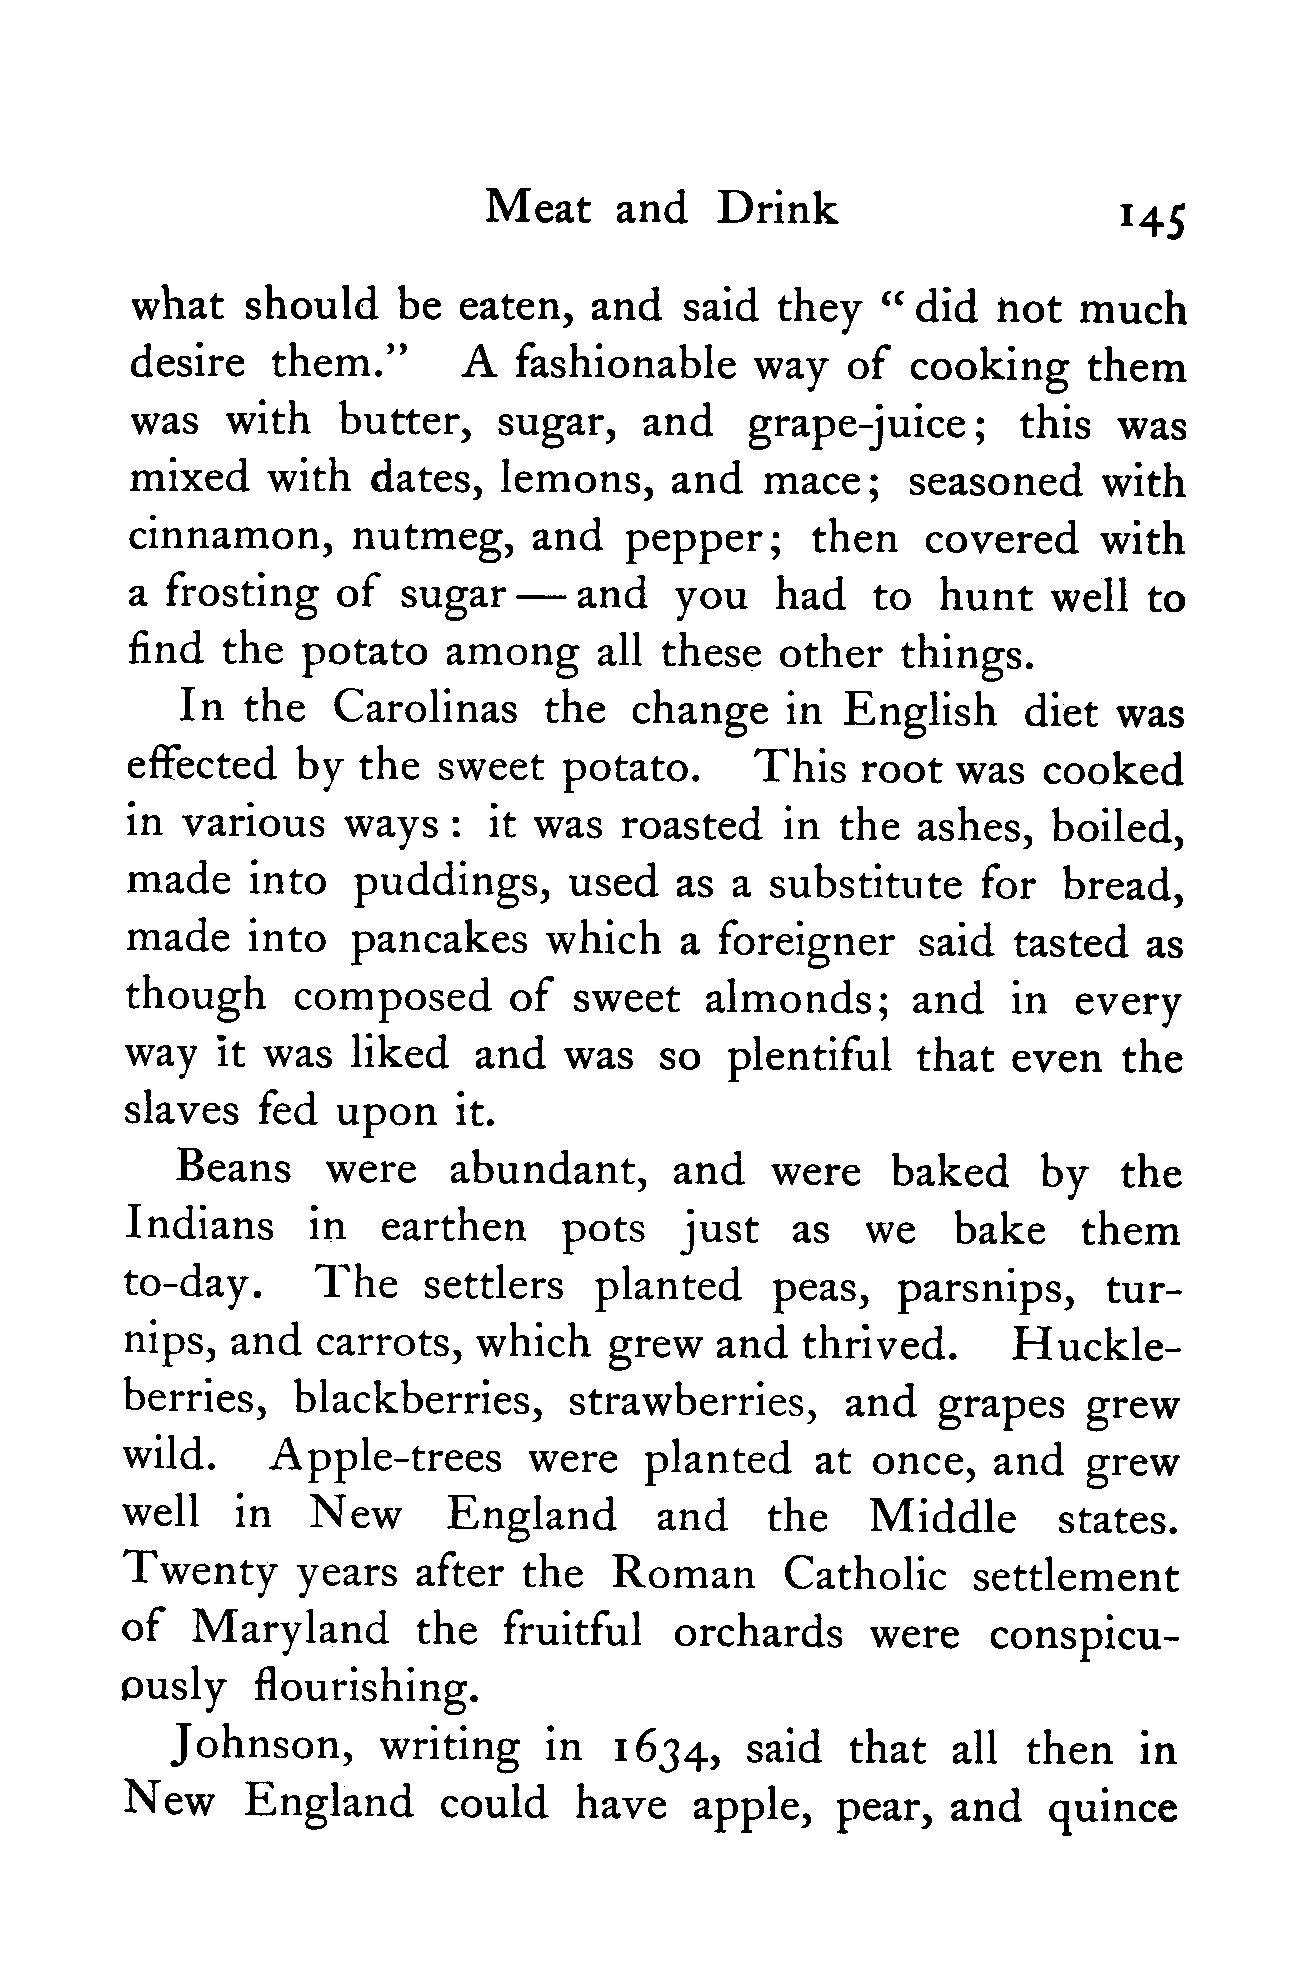 Meat and Drink 145
what should be eaten, and said they “ did not much
desire them.” A fashionable way of cooking them
was with butter, sugar, and grape-juice; this was
mixed with dates, lemons, and mace; seasoned with
cinnamon, nutmeg, and pepper; then covered with
a frosting of sugar — and you had to hunt well to
find the potato among all these other things.
In the Carolinas the change in English diet was
effected by the sweet potato. This root was cooked
in various ways : it was roasted in the ashes, boiled,
made into puddings, used as a substitute for bread,
made into pancakes which a foreigner said tasted as
though composed of sweet almonds; and in every
way it was liked and was so plentiful that even the
slaves fed upon it.
Beans were abundant, and were baked by the
Indians in earthen pots just as we bake them
to-day. The settlers planted peas, parsnips, tur-
nips, and carrots, which grew and thrived. Huckle-
berries, blackberries, strawberries, and grapes grew
wild. Apple-trees were planted at once, and grew
well in New England and the Middle states.
Twenty years after the Roman Catholic settlement
of Maryland the fruitful orchards were conspicu-
ously flourishing.
Johnson, writing in 1634, said that all then in
New England could have apple, pear, and quince